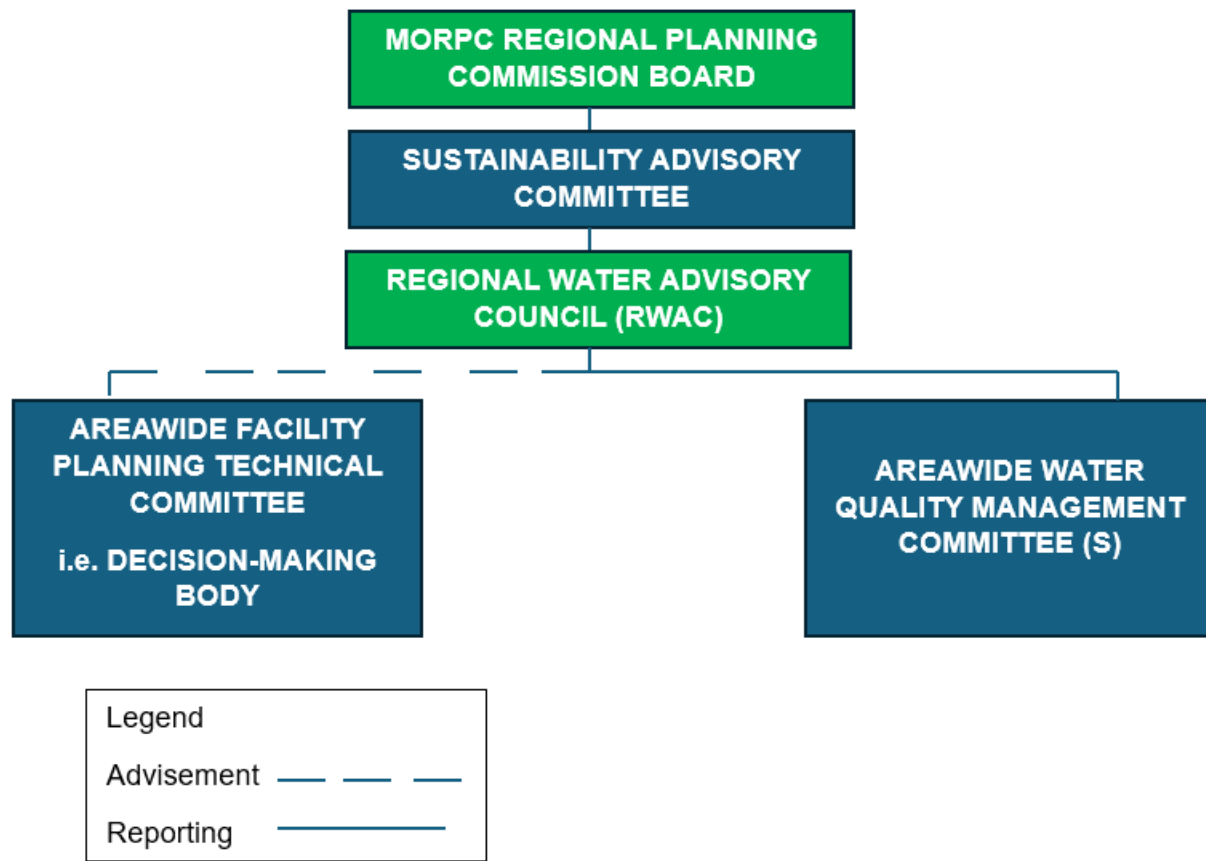 MORPC REGIONAL PLANNING
COMMISSION BOARD
SUSTAINABILITY ADVISORY
COMMITTEE
REGIONAL WATER ADVISORY
COUNCIL (RWAC)
AREAWIDE FACILITY
PLANNING TECHNICAL
COMMITTEE
i.e. DECISION-MAKING
BODY
AREAWIDE WATER
QUALITY MANAGEMENT
COMMITTEE (S)
Legend
Advisement
Reporting